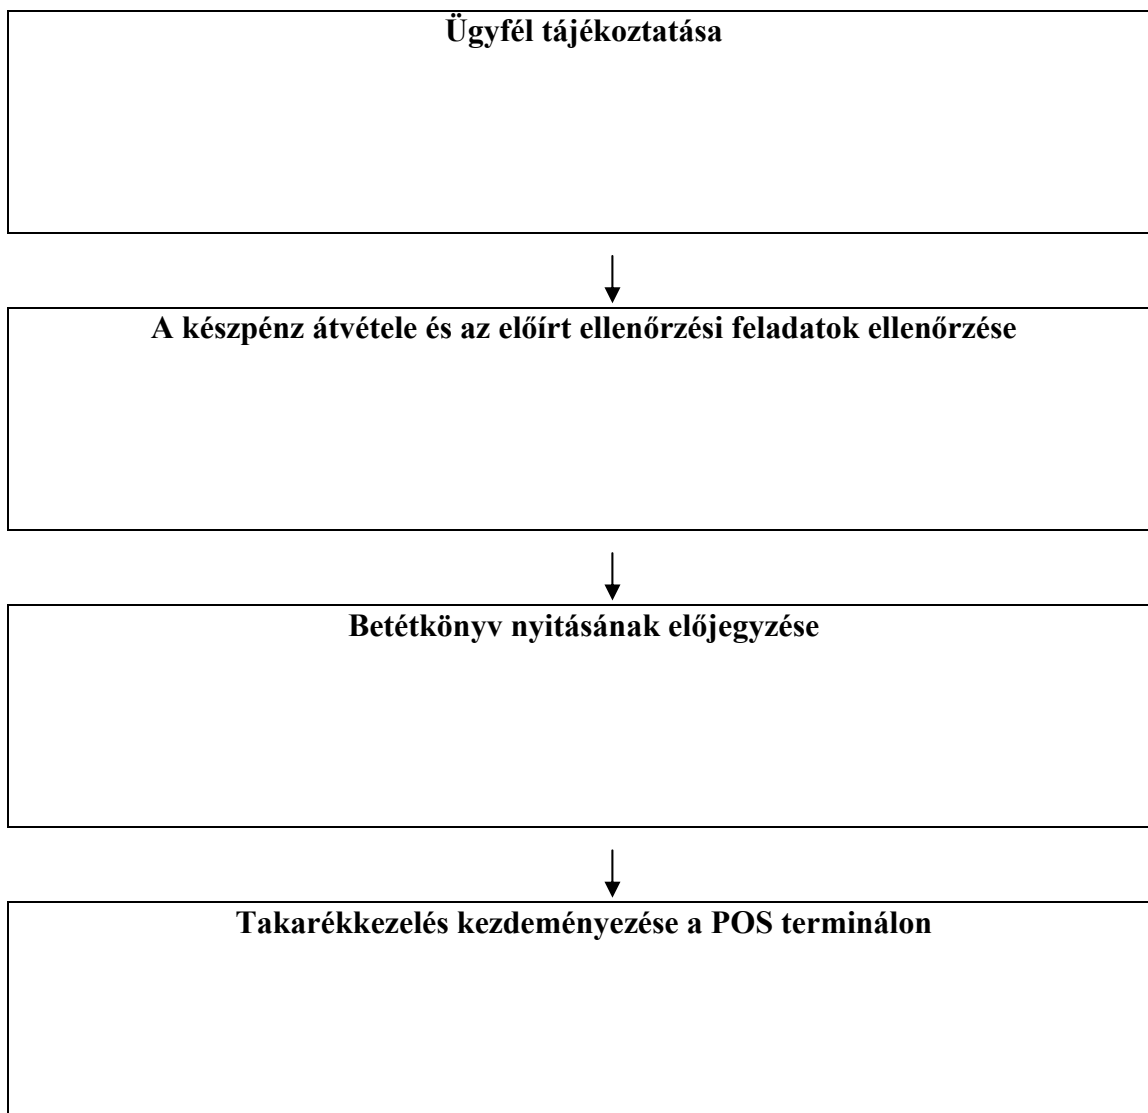 Ügyfél tájékoztatása
A készpénz átvétele és az előírt ellenőrzési feladatok ellenőrzése
Betétkönyv nyitásának előjegyzése
Takarékkezelés kezdeményezése a POS terminálon